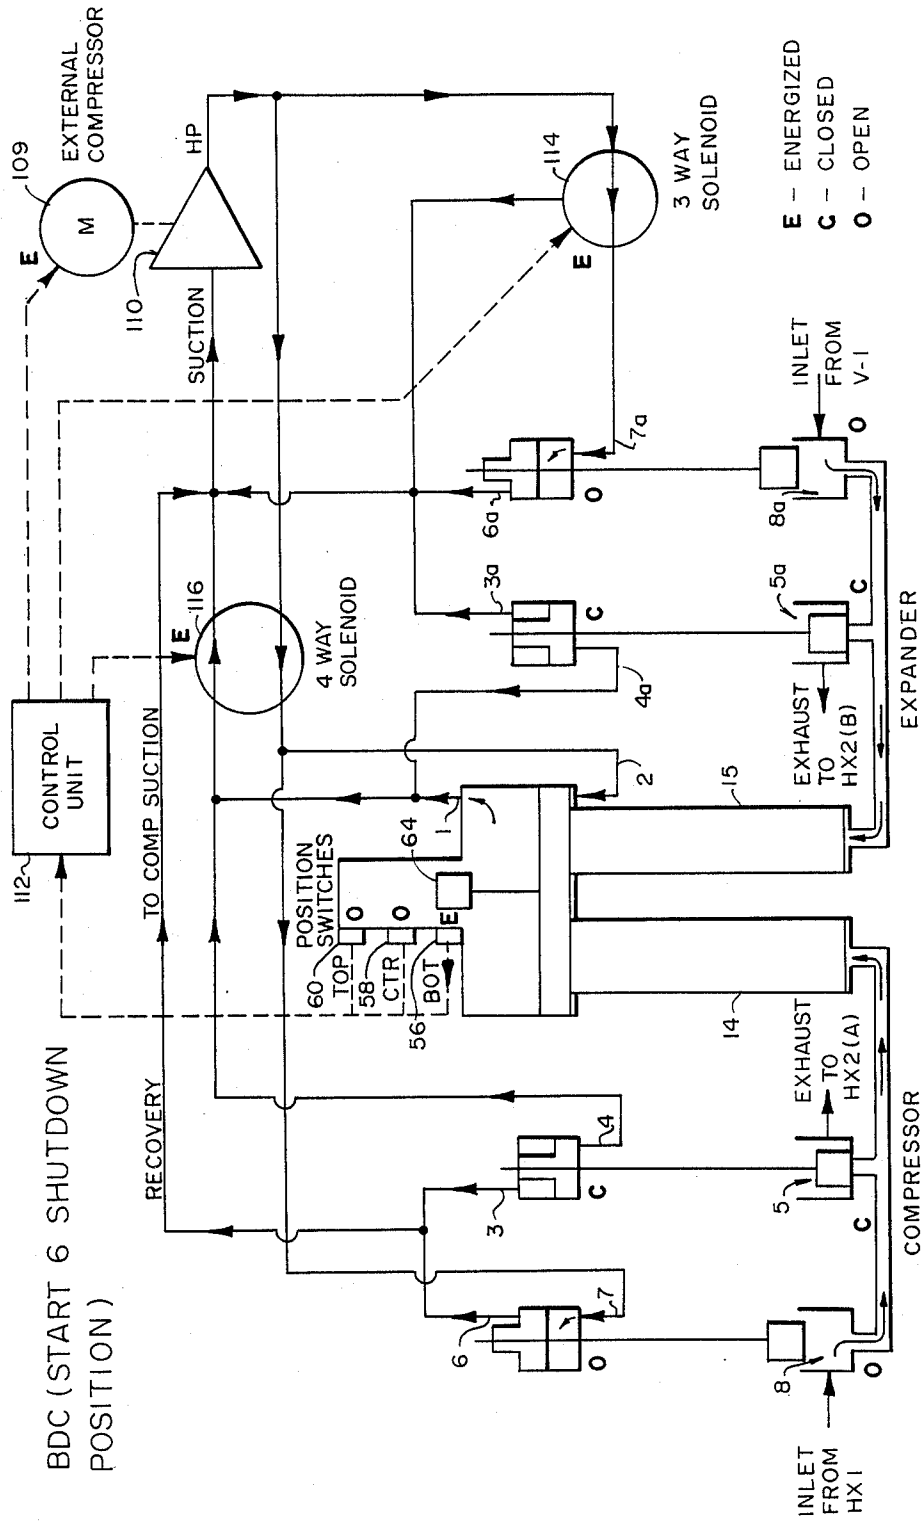 BDC (START 6 SHUTDOWN
POSITION)
112
CONTROL
UNIT
E
109
M
EXTERNAL
COMPRESSOR
110
HP
SUCTION
RECOVERY
TO COMP SUCTION
E
116
4 WAY
SOLENOID
114
E
3 WAY
SOLENOID
POSITION
SWITCHES
60
TOP
O
58
CTR
O
56
BOT
E
64
1
2
6
7
O
3
4
C
3a
4a
C
6a
7a
O
E – ENERGIZED
C – CLOSED
O – OPEN
14
15
INLET
FROM
HX1
8
O
C
5
EXHAUST
TO
HX2(A)
EXHAUST
TO
HX2(B)
5a
C
8a
O
INLET
FROM
V-1
COMPRESSOR
EXPANDER